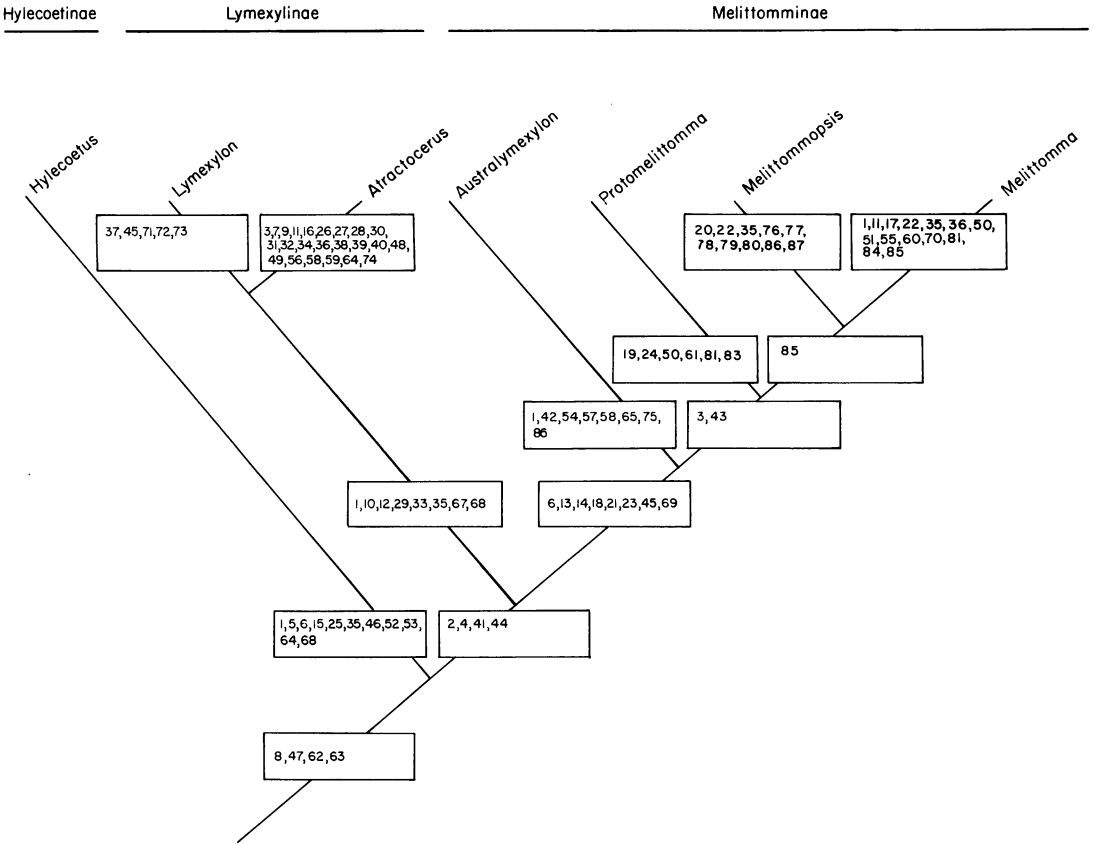 Hylecoetinae
Lymexylinae
Melittomminae
Hylecoetus
Lymexylon
Atractocerus
Australymexylon
Protomelittomma
Melittommopsis
Melittomma
37,45,71,72,73
3,7,9,11,16,26,27,28,30,
31,32,34,36,38,39,40,48,
49,56,58,59,64,74
20,22,35,76,77,
78,79,80,86,87
1,11,17,22,35,36,50,
51,55,60,70,81,
84,85
19,24,50,61,81,83
85
1,42,54,57,58,65,75,
86
3,43
1,10,12,29,33,35,67,68
6,13,14,18,21,23,45,69
1,5,6,15,25,35,46,52,53,
64,68
2,4,41,44
8,47,62,63